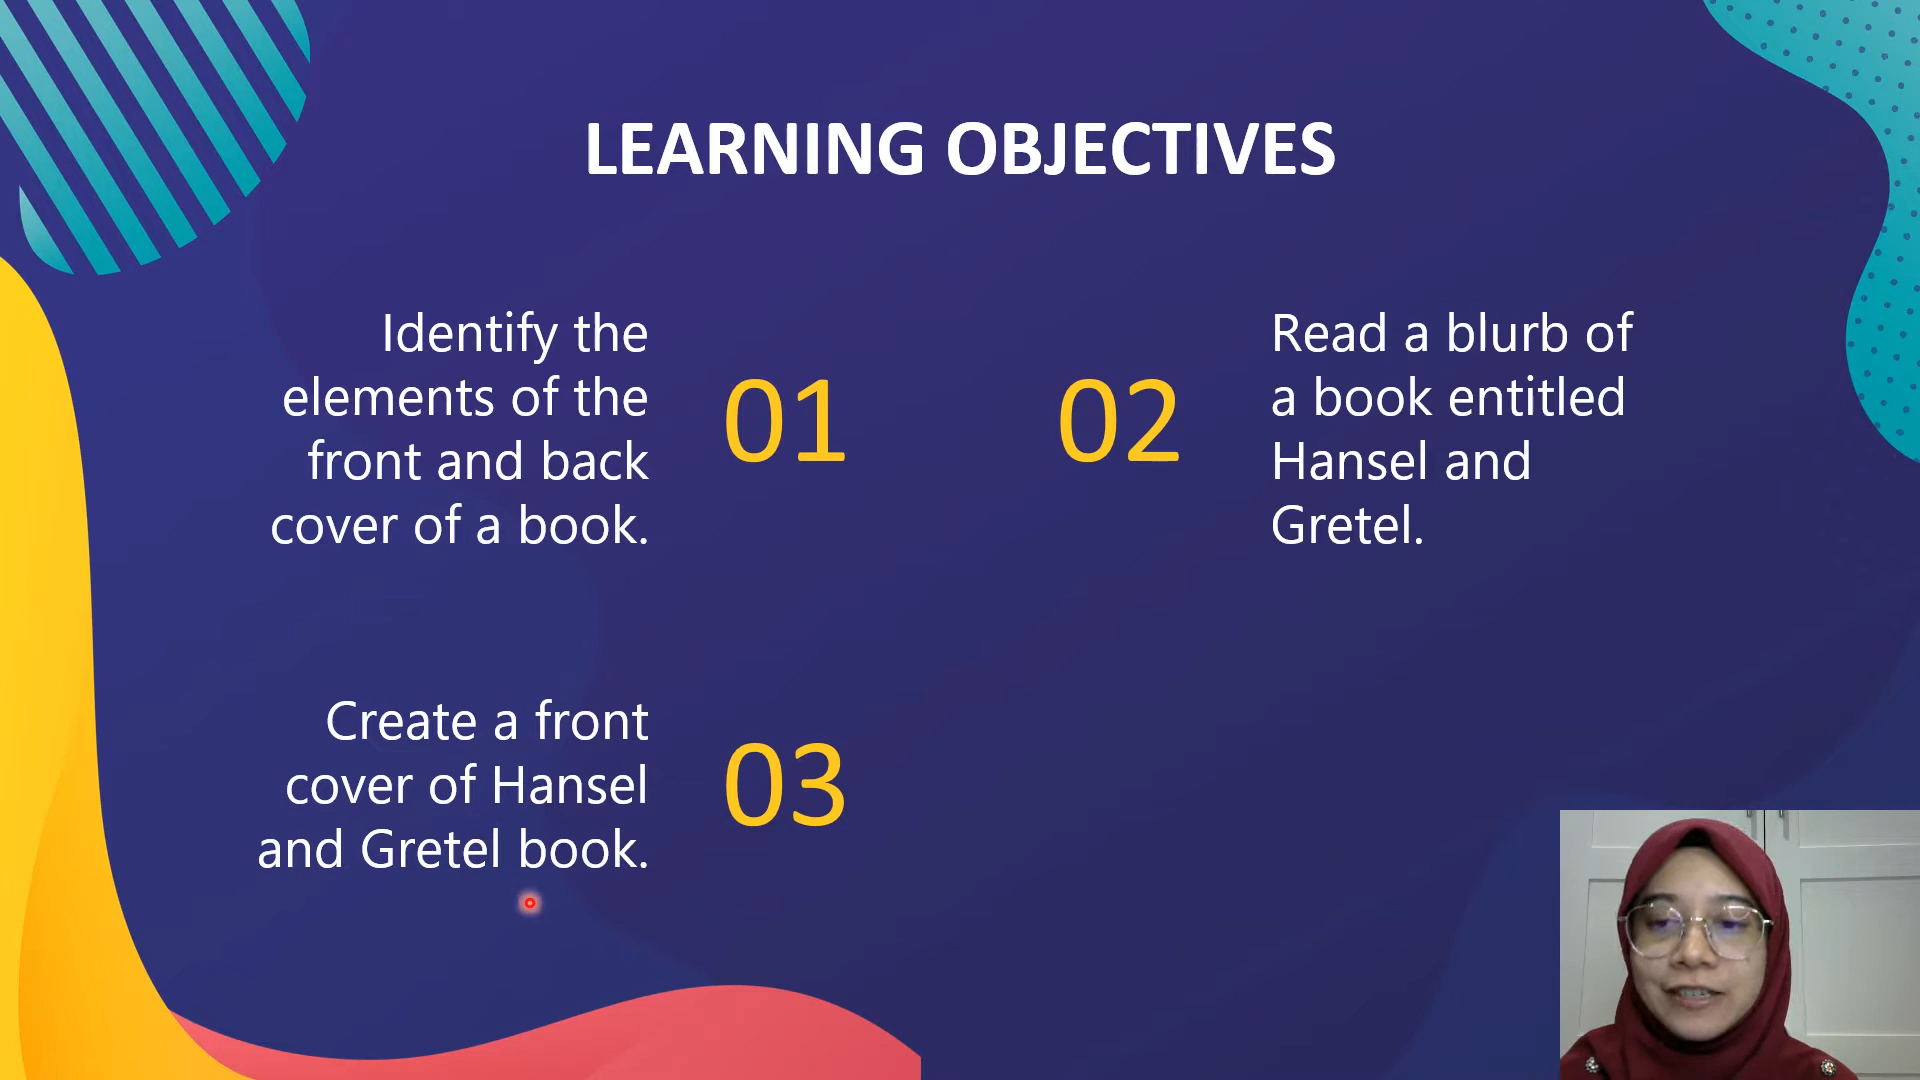 LEARNING OBJECTIVES
Identify the
elements of the
front and back
cover of a book.
01
02
Read a blurb of
a book entitled
Hansel and
Gretel.
Create a front
cover of Hansel
and Gretel book.
03